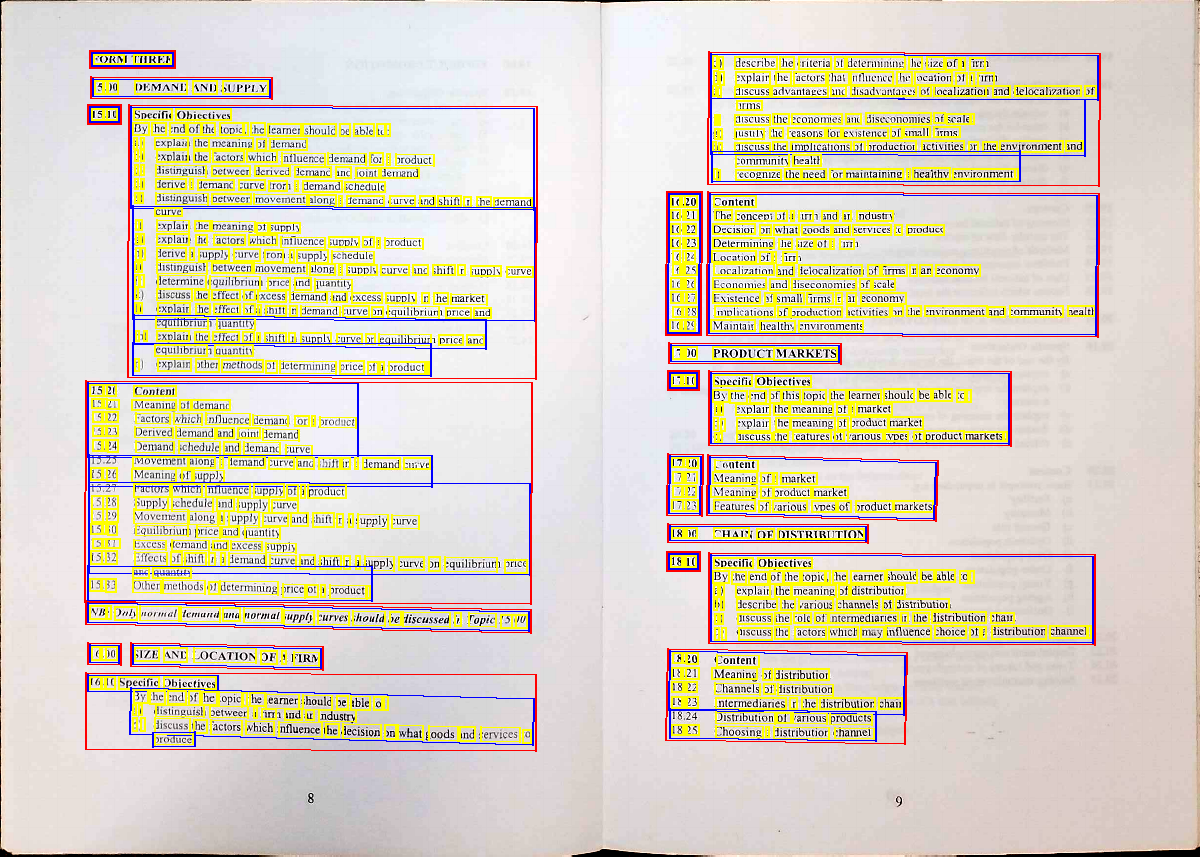 FORM THREE
15.00 DEMAND AND SUPPLY
15.10 Specific Objectives
By the end of the topic, the learner should be able to:
explain the meaning of demand
explain the factors which influence demand for a product
distinguish between derived demand and joint demand
derive a demand curve from a demand schedule
distinguish between movement along a demand curve and shift in the demand
curve
explain the meaning of supply
explain the factors which influence supply of a product
derive a supply curve from a supply schedule
distinguish between movement along a supply curve and shift in supply curve
determine equilibrium price and quantity
discuss the effect of excess demand and excess supply in the market
explain the effect of a shift in demand curve on equilibrium price and
equilibrium quantity
explain the effect of a shift in supply curve on equilibrium price and
equilibrium quantity
explain other methods of determining price of a product
15.20 Content
15.21 Meaning of demand
15.22 Factors which influence demand for a product
15.23 Derived demand and joint demand
15.24 Demand schedule and demand curve
15.25 Movement along a demand curve and shift in a demand curve
15.26 Meaning of supply
15.27 Factors which influence supply of a product
15.28 Supply schedule and supply curve
15.29 Movement along a supply curve and shift in a supply curve
15.30 Equilibrium price and quantity
15.31 Excess demand and excess supply
15.32 Effects of shift in a demand curve and shift in a supply curve on equilibrium price
and quantity
15.33 Other methods of determining price of a product
NB: Only normal demand and normal supply curves should be discussed in Topic 15.00
16.00 SIZE AND LOCATION OF A FIRM
16.10 Specific Objectives
By the end of the topic the learner should be able to
distinguish between a firm and an industry
discuss the factors which influence the decision on what goods and services to
produce
8
describe the criteria of determining the size of a firm
explain the factors that influence the location of a firm
discuss advantages and disadvantages of localization and delocalization of
firms
discuss the economies and diseconomies of scale
justify the reasons for existence of small firms
discuss the implications of production activities on the environment and
community health
recognize the need for maintaining a healthy environment
16.20 Content
16.21 The concept of a firm and an industry
16.22 Decision on what goods and services to product
16.23 Determining the size of a firm
16.24 Location of a firm
16.25 Localization and delocalization of firms in an economy
16.26 Economies and diseconomies of scale
16.27 Existence of small firms in an economy
16.28 Implications of production activities on the environment and community health
16.29 Maintain healthy environments
17.00 PRODUCT MARKETS
17.10 Specific Objectives
By the end of this topic the learner should be able to:
explain the meaning of a market
explain the meaning of product market
discuss the features of various types of product markets
17.20 Content
17.21 Meaning of a market
17.22 Meaning of product market
17.23 Features of various types of product markets
18.00 CHAIN OF DISTRIBUTION
18.10 Specific Objectives
By the end of the topic, the learner should be able to:
explain the meaning of distribution
b) describe the various channels of distribution
discuss the role of intermediaries in the distribution chain
discuss the factors which may influence choice of a distribution channel
18.20 Content
18.21 Meaning of distribution
18.22 Channels of distribution
18.23 Intermediaries in the distribution chain
18.24 Distribution of various products
18.25 Choosing a distribution channel
9